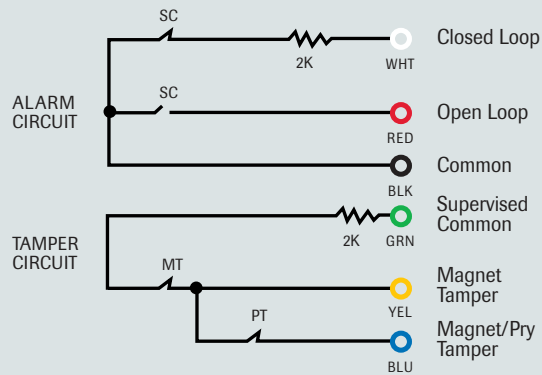 SC
2K
WHT
Closed Loop
ALARM
CIRCUIT
SC
RED
Open Loop
BLK
Common
TAMPER
CIRCUIT
2K
GRN
Supervised
Common
MT
YEL
Magnet
Tamper
PT
BLU
Magnet/Pry
Tamper